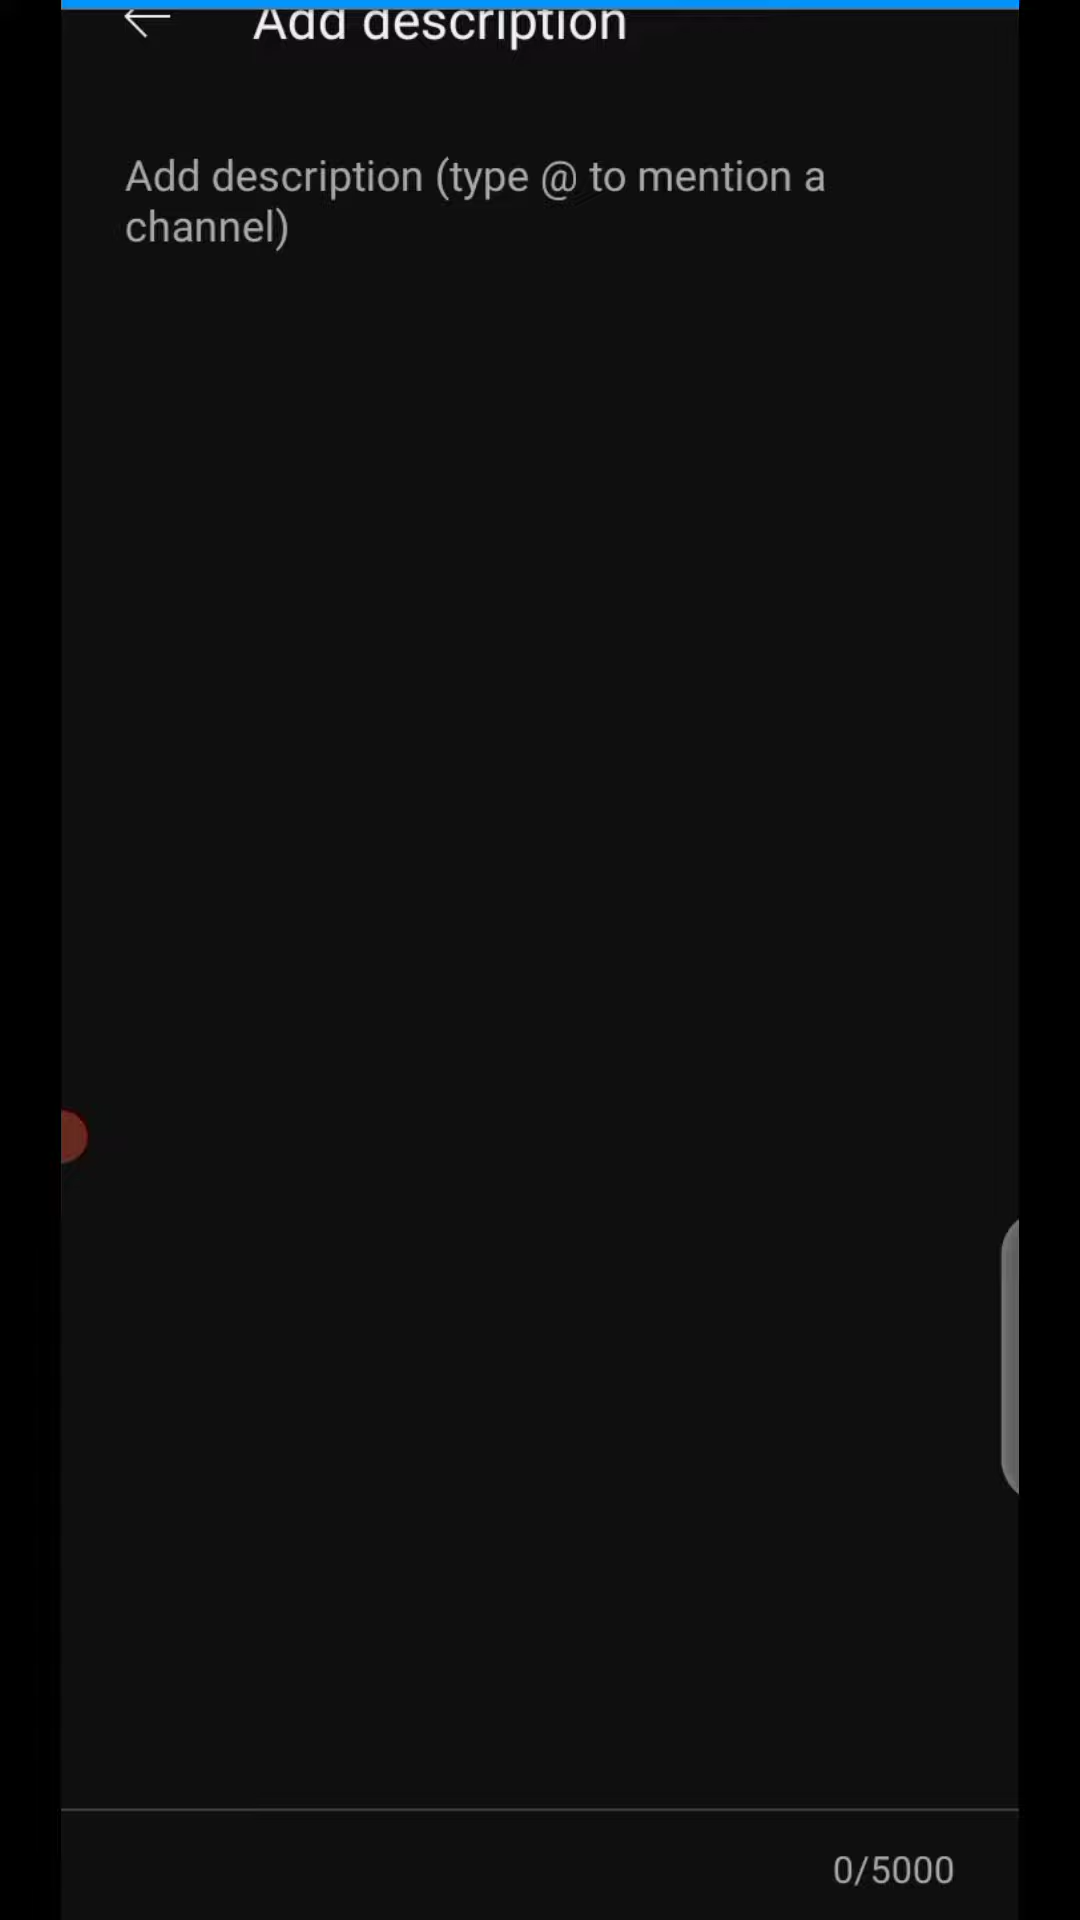 Add description
Add description (type @ to mention a
channel)
0/5000